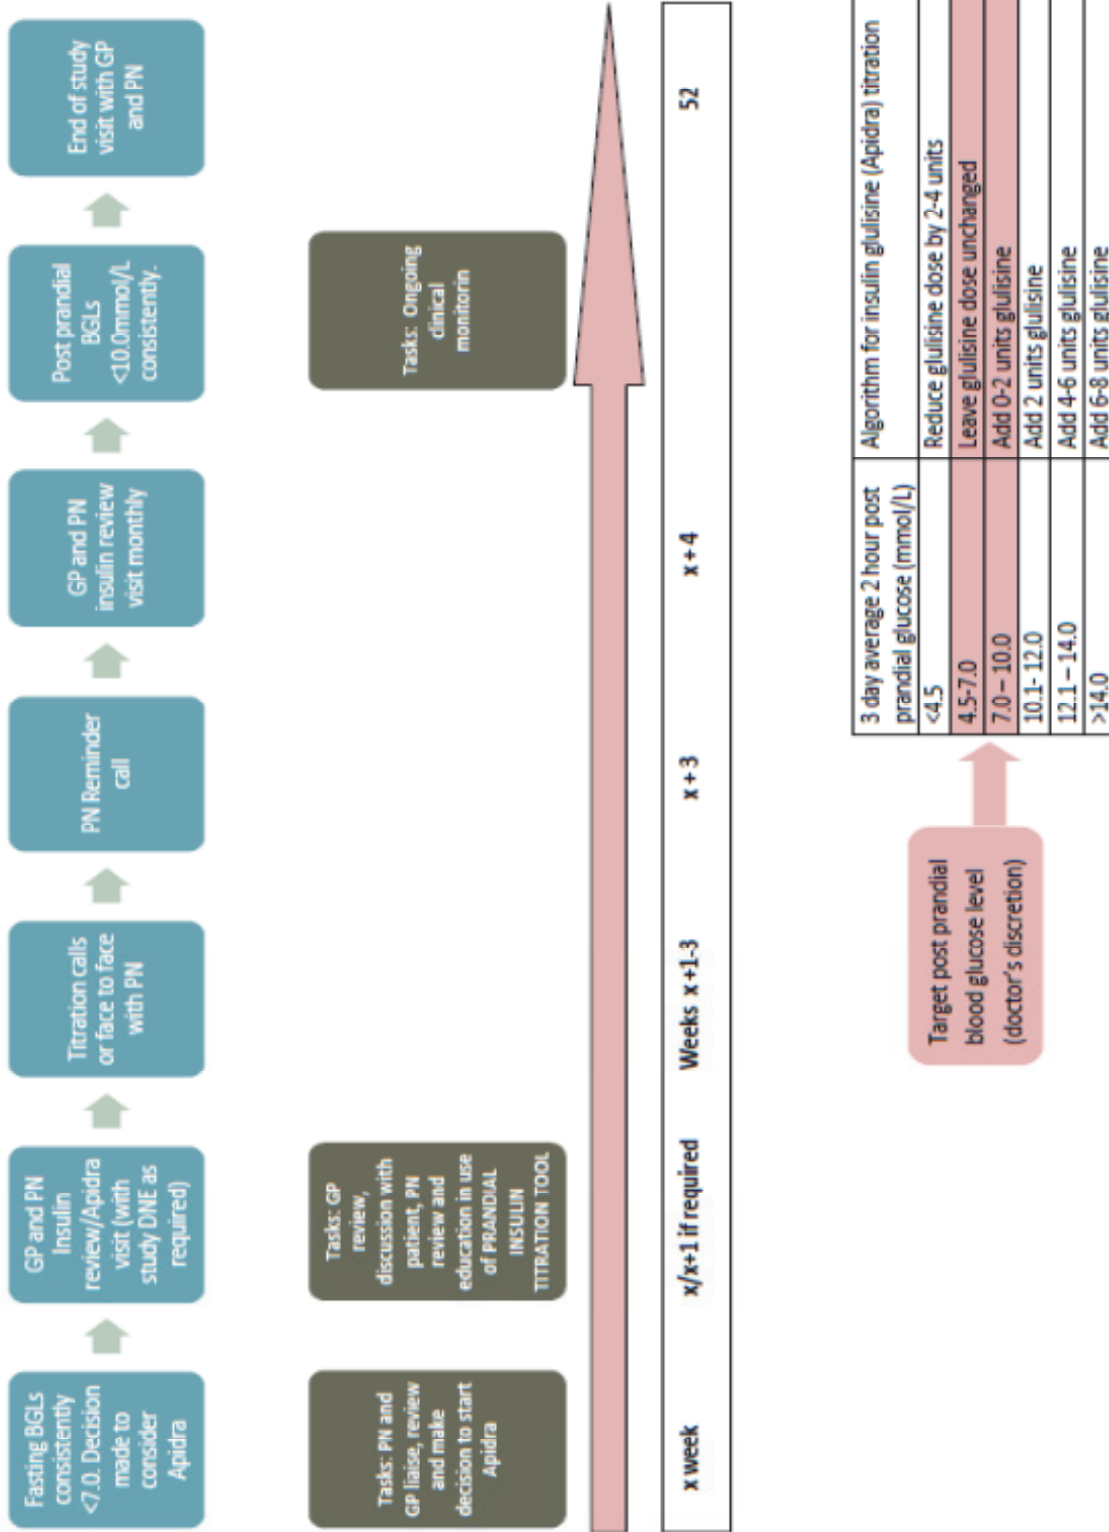 Fasting BGLs
consistently
<7.0. Decision
made to
consider
Apidra
GP and PN
Insulin
review/Apidra
visit (with
study DNE as
required)
Titration calls
or face to face
with PN
PN Reminder
call
GP and PN
insulin review
visit monthly
Post prandial
BGLs
<10.0mmol/L
consistently.
End of study
visit with GP
and PN
Tasks: PN and
GP liaise, review
and make
decision to start
Apidra
Tasks: GP
review,
discussion with
patient, PN
review and
education in use
of PRANDIAL
INSULIN
TITRATION TOOL
Tasks: Ongoing
clinical
monitorin
x week
x/x+1 if required
Weeks x +1-3
x + 3
x + 4
52
Target post prandial
blood glucose level
(doctor's discretion)
3 day average 2 hour post
prandial glucose (mmol/L)
Algorithm for insulin glulisine (Apidra) titration
<4.5 Reduce glulisine dose by 2-4 units
4.5-7.0 Leave glulisine dose unchanged
7.0 – 10.0 Add 0-2 units glulisine
10.1- 12.0 Add 2 units glulisine
12.1 – 14.0 Add 4-6 units glulisine
>14.0 Add 6-8 units glulisine